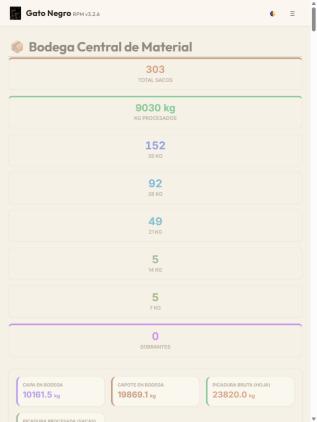 Gato Negro RPM v3.2.6
Bodega Central de Material
303
TOTAL SACOS
9030 kg
KG PROCESADOS
152
35 KG
92
28 KG
49
21 KG
5
14 KG
5
7 KG
0
SOBRANTES
CAPA EN BODEGA
10161.5 kg
CAPOTE EN BODEGA
19869.1 kg
PICADURA BRUTA (HOJA)
23820.0 kg
PICADURA PROCESADA (SACOS)